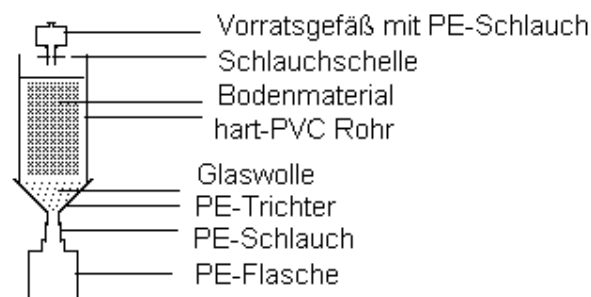 Vorratsgefäß mit PE-Schlauch
Schlauchschelle
Bodenmaterial
hart-PVC Rohr
Glaswolle
PE-Trichter
PE-Schlauch
PE-Flasche